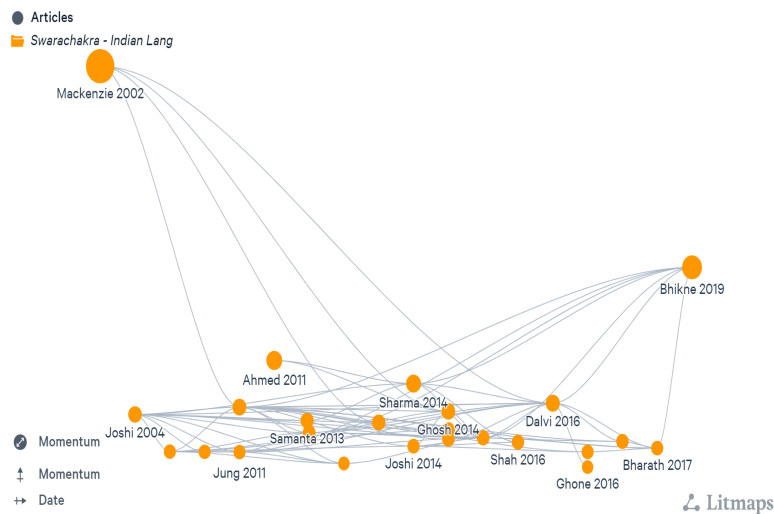 Articles
Swarachakra - Indian Lang
Mackenzie 2002
Bhikne 2019
Ahmed 2011
Sharma 2014
Dalvi 2016
Joshi 2004
Samanta 2013
Ghosh 2014
Momentum
Jung 2011
Joshi 2014
Shah 2016
Bharath 2017
Momentum
Ghone 2016
Date
Litmaps